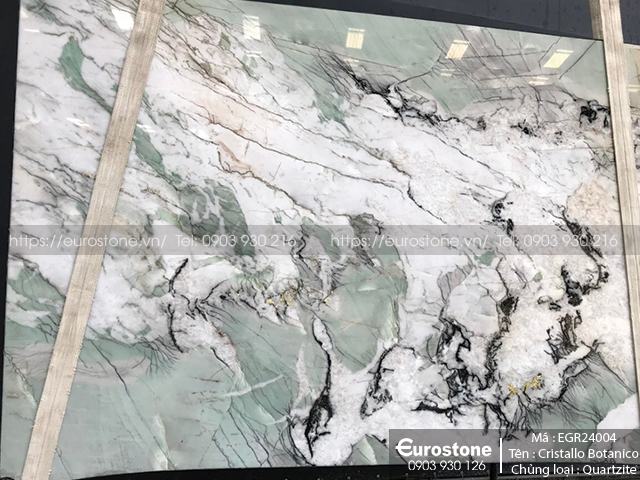 https://eurostone.vn/ Tel: 0903 930 216 https://eurostone.vn/ Tel: 0903 930 216
Eurostone
0903 930 126
Mã : EGR24004
Tên : Cristallo Botanico
Chủng loại : Quartzite